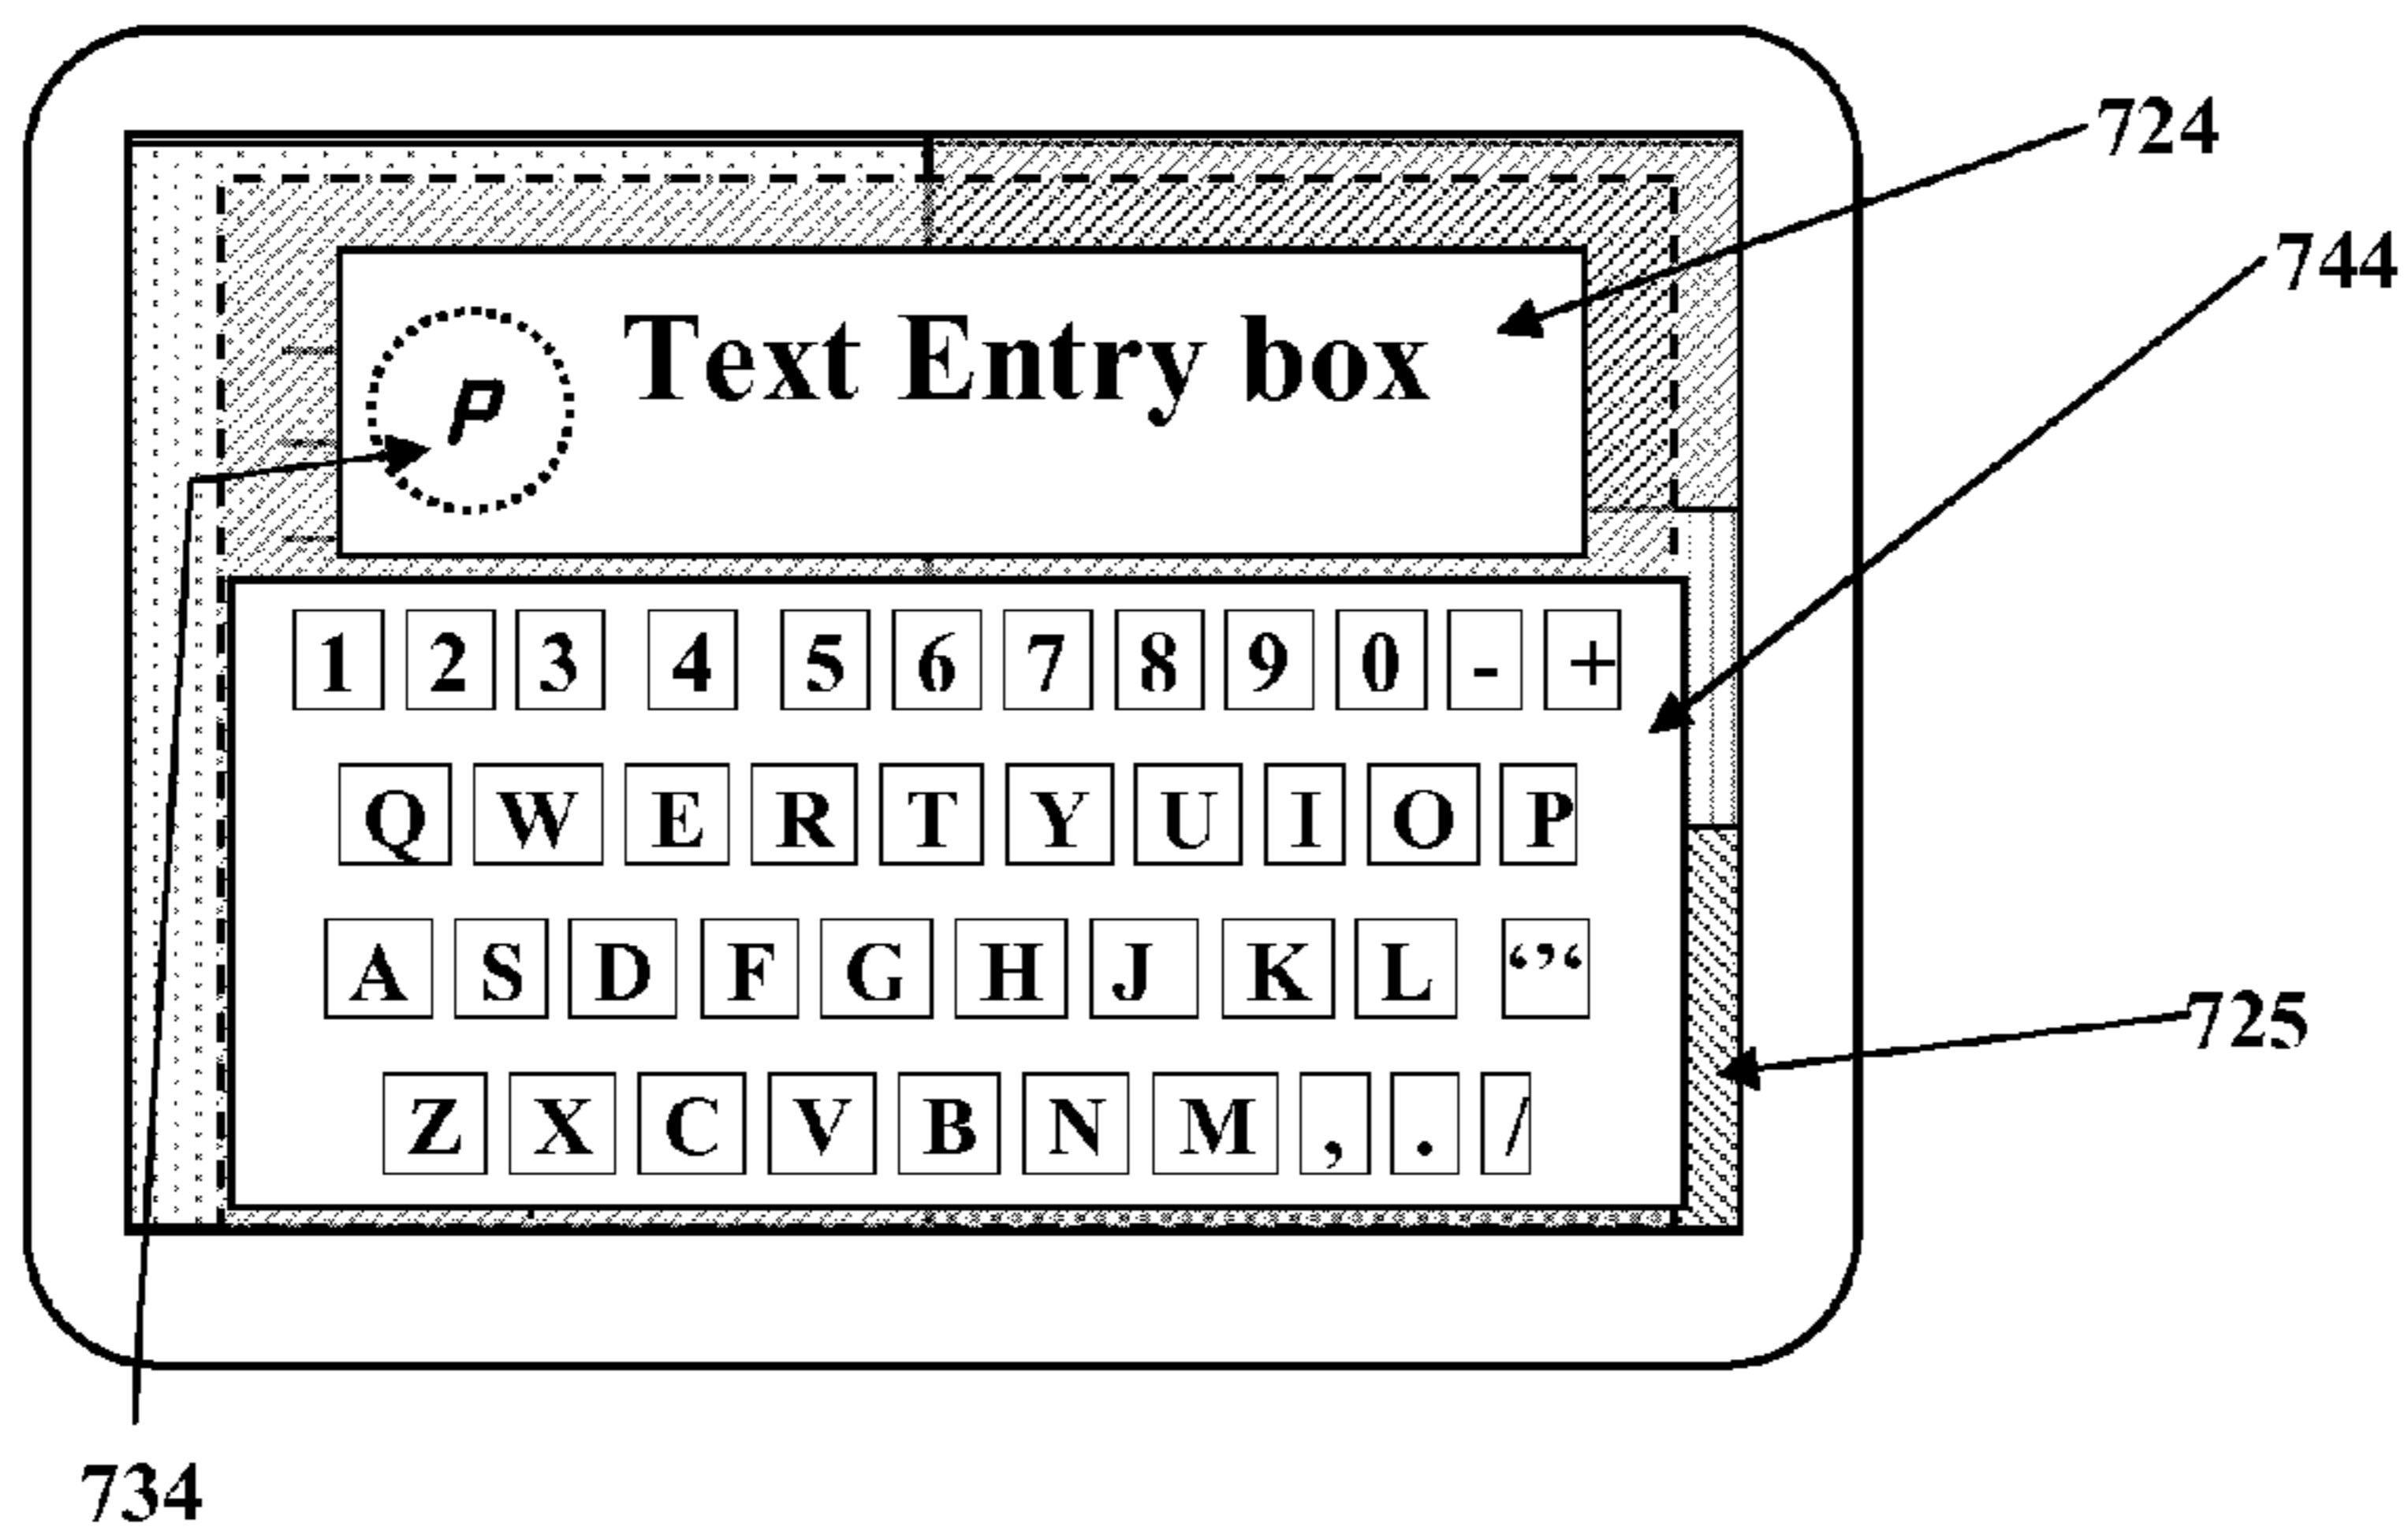 724
744
Text Entry box
P
1 2 3 4 5 6 7 8 9 0 - +
Q W E R T Y U I O P
A S D F G H J K L ‘’‘
725
Z X C V B N M , . /
734